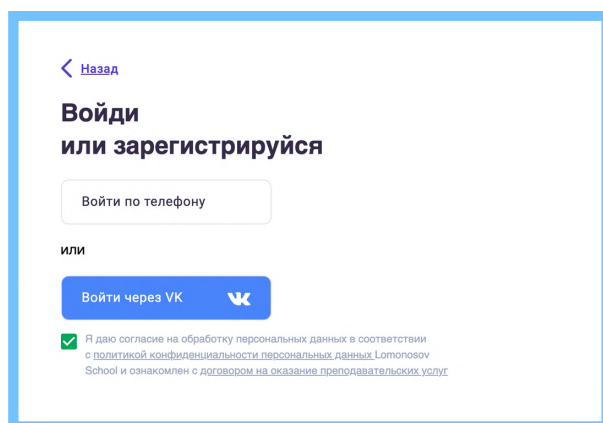 Назад
Войди
или зарегистрируйся
Войти по телефону
или
Войти через VK
Я даю согласие на обработку персональных данных в соответствии
с политикой конфиденциальности персональных данных Lomonosov
School и ознакомлен с договором на оказание преподавательских услуг